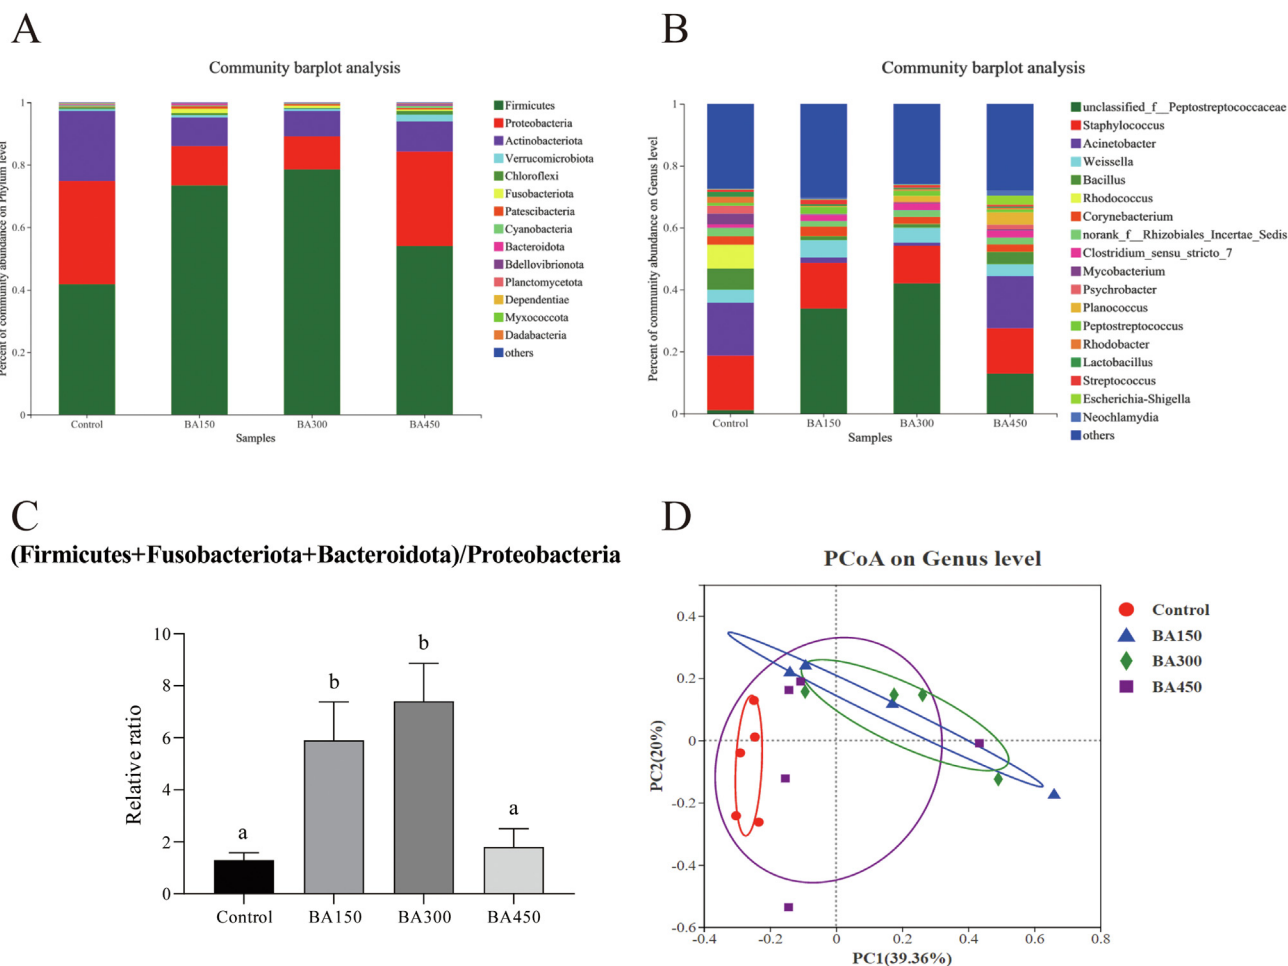 A
Community barplot analysis
Percent of community abundance on Phylum level
1
0.8
0.6
0.4
0.2
0
Control
BA150
BA300
BA450
Samples
Firmicutes
Proteobacteria
Actinobacteriota
Verrucomicrobiota
Chloroflexi
Fusobacteriota
Patescibacteria
Cyanobacteria
Bacteroidota
Bdellovibrionota
Planctomycetota
Dependentiae
Myxococcota
Dadabacteria
others
B
Community barplot analysis
Percent of community abundance on Genus level
1
0.8
0.6
0.4
0.2
0
Control
BA150
BA300
BA450
Samples
unclassified_f__Peptostreptococcaceae
Staphylococcus
Acinetobacter
Weissella
Bacillus
Rhodococcus
Corynebacterium
norank_f__Rhizobiales_Incertae_Sedis
Clostridium_sensu_stricto_7
Mycobacterium
Psychrobacter
Planococcus
Peptostreptococcus
Rhodobacter
Lactobacillus
Streptococcus
Escherichia-Shigella
Neochlamydia
others
C
(Firmicutes+Fusobacteriota+Bacteroidota)/Proteobacteria
Relative ratio
10
8
6
4
2
0
a
b
b
a
Control
BA150
BA300
BA450
D
PCoA on Genus level
PC2(20%)
0.4
0.2
0
-0.2
-0.4
-0.6
-0.4
-0.2
0
0.2
0.4
0.6
0.8
PC1(39.36%)
Control
BA150
BA300
BA450